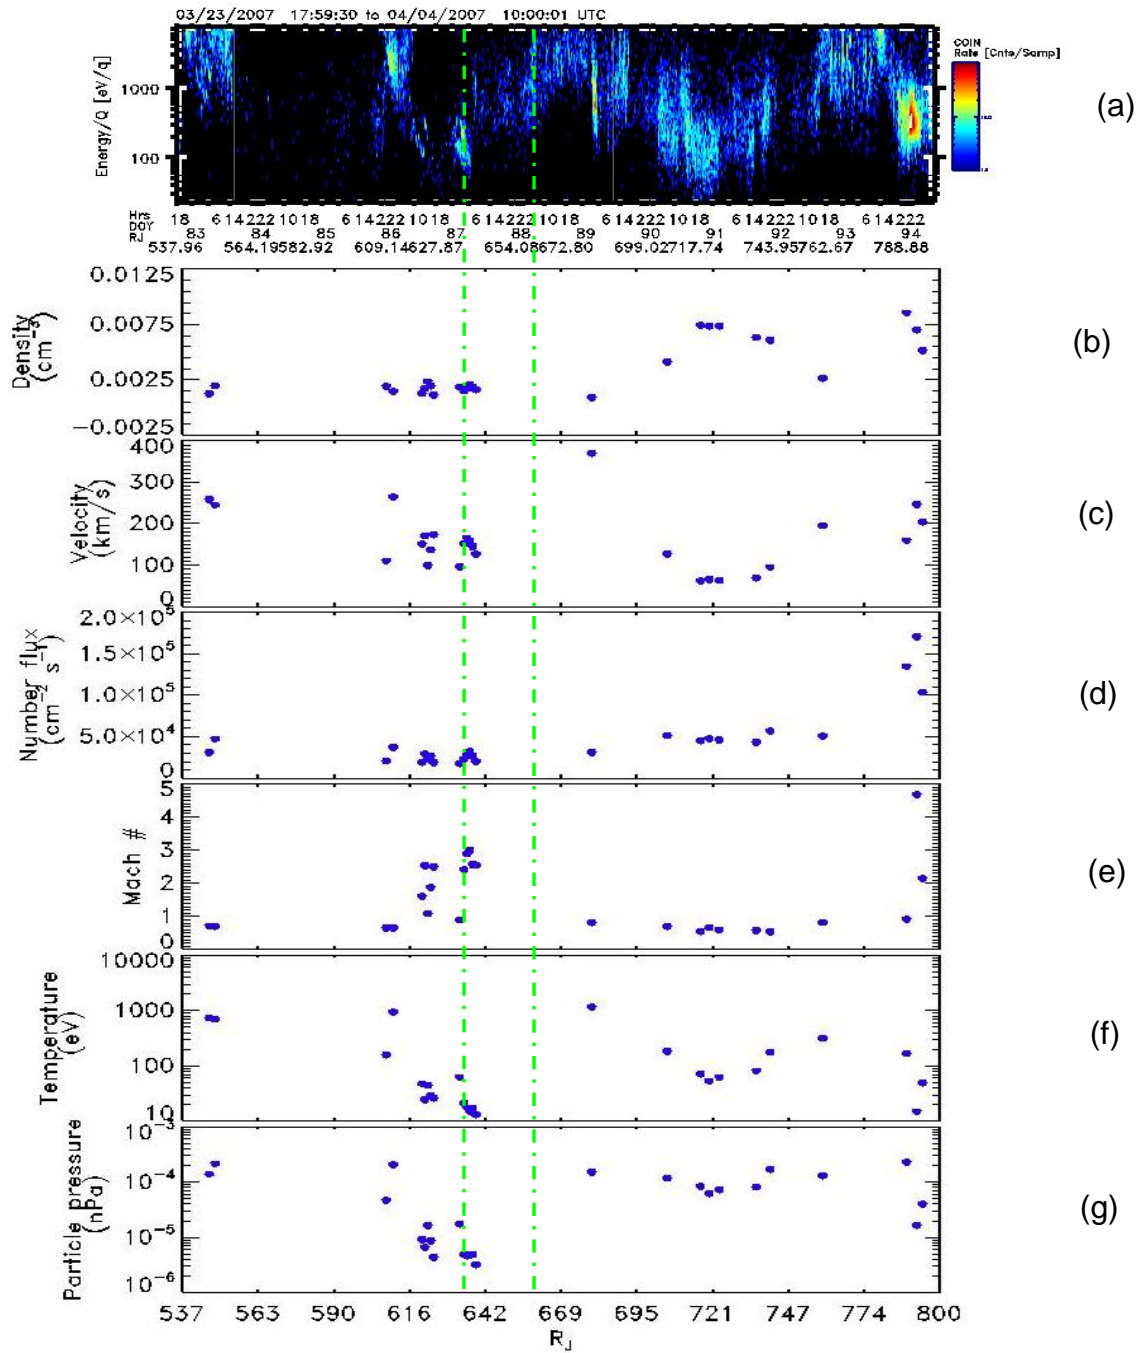 03/23/2007 17:59:30 to 04/04/2007 10:00:01 UTC
Energy/Q [eV/q]
1000
100
COIN
Rate [Cnts/Samp]
(a)
Hrs 18 6 14 22 2 10 18 6 14 22 2 10 18 6 14 22 2 10 18 6 14 22 2 10 18 6 14 22 2 10 18 6 14 22 2
DOY 83 84 85 86 87 88 89 90 91 92 93 94
RJ 537.96 564.19 582.92 609.14 627.87 654.08 672.80 699.02 717.74 743.95 762.67 788.88
Density
(cm⁻³)
0.0125
0.0075
0.0025
−0.0025
(b)
Velocity
(km/s)
400
300
200
100
0
(c)
Number flux
(cm⁻² s⁻¹)
2.0×10⁵
1.5×10⁵
1.0×10⁵
5.0×10⁴
0
(d)
Mach #
5
4
3
2
1
0
(e)
Temperature
(eV)
10000
1000
100
10
(f)
Particle pressure
(nPa)
10⁻³
10⁻⁴
10⁻⁵
10⁻⁶
(g)
537 563 590 616 642 669 695 721 747 774 800
R_J